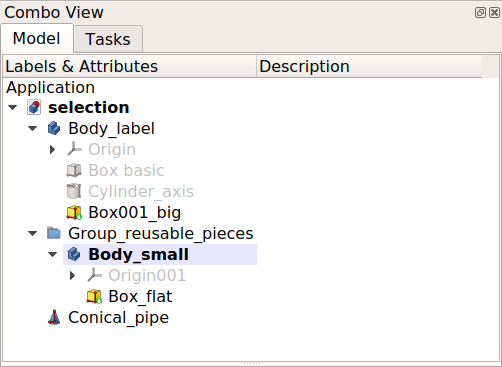 Combo View
Model Tasks
Labels & Attributes Description
Application
selection
Body_label
Origin
Box basic
Cylinder_axis
Box001_big
Group_reusable_pieces
Body_small
Origin001
Box_flat
Conical_pipe